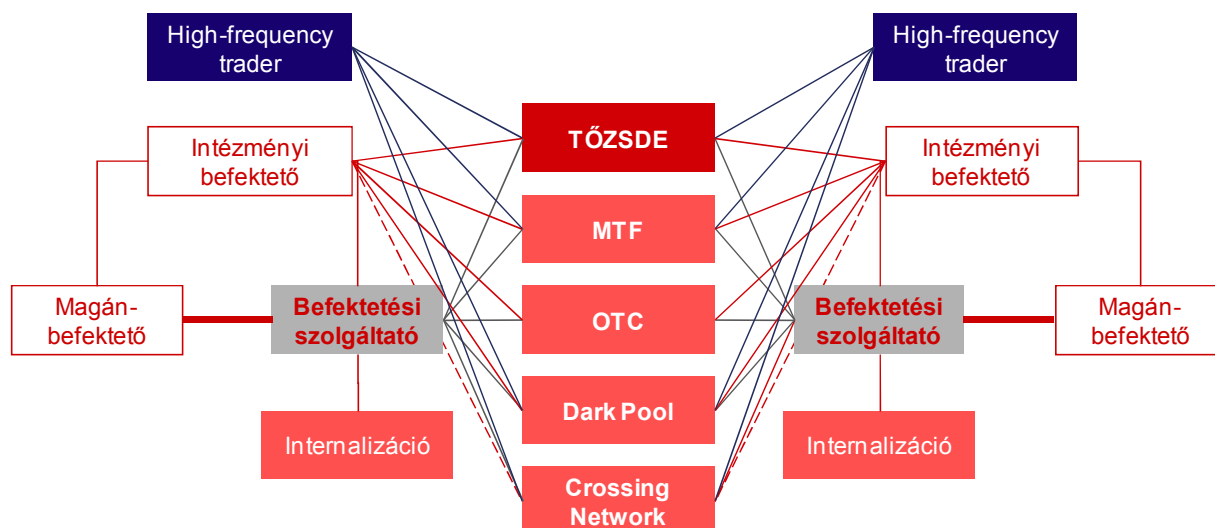 High-frequency
trader
High-frequency
trader
TŐZSDE
Intézményi
befektető
Intézményi
befektető
MTF
Magán-
befektető
Befektetési
szolgáltató
OTC
Befektetési
szolgáltató
Magán-
befektető
Dark Pool
Internalizáció
Internalizáció
Crossing
Network